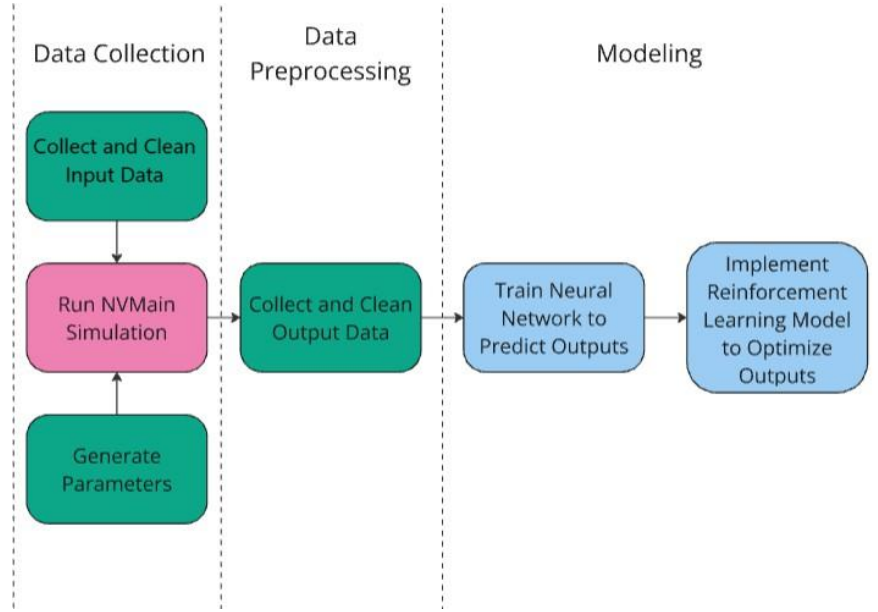 Data Collection
Data
Preprocessing
Modeling
Collect and Clean
Input Data
Run NVMain
Simulation
Generate
Parameters
Collect and Clean
Output Data
Train Neural
Network to
Predict Outputs
Implement
Reinforcement
Learning Model
to Optimize
Outputs